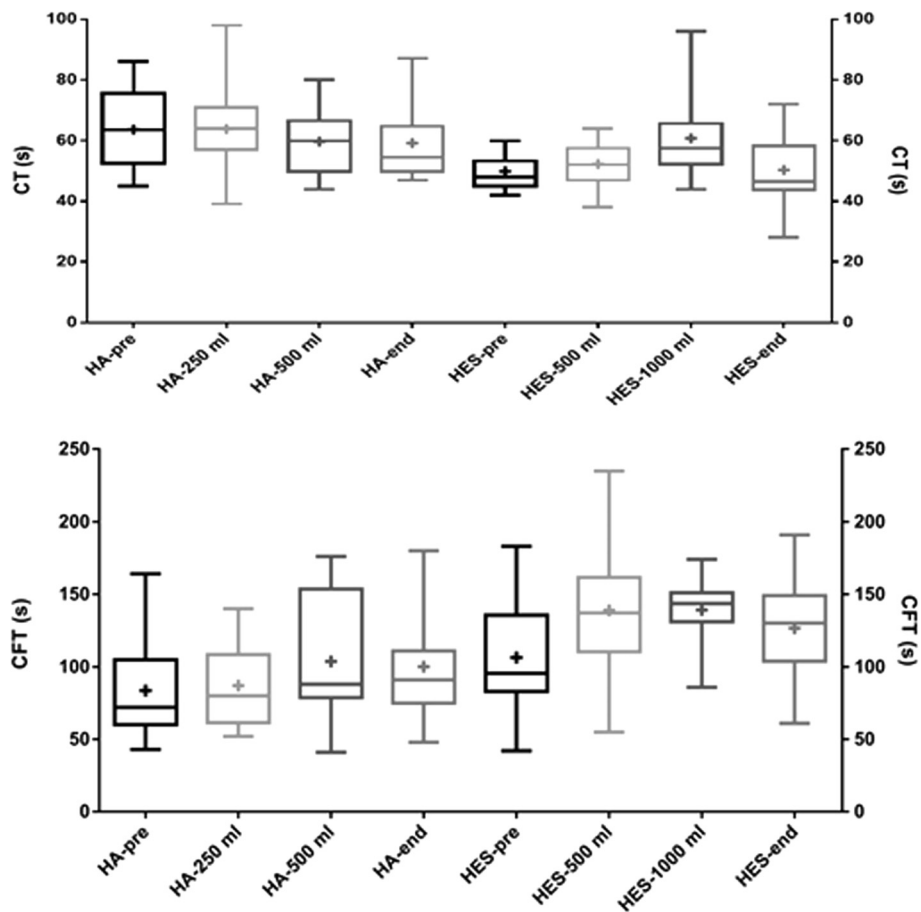 100
80
60
40
20
0
CT (s)
100
80
60
40
20
0
CT (s)
HA-pre
HA-250 ml
HA-500 ml
HA-end
HES-pre
HES-500 ml
HES-1000 ml
HES-end
250
200
150
100
50
0
CFT (s)
250
200
150
100
50
0
CFT (s)
HA-pre
HA-250 ml
HA-500 ml
HA-end
HES-pre
HES-500 ml
HES-1000 ml
HES-end